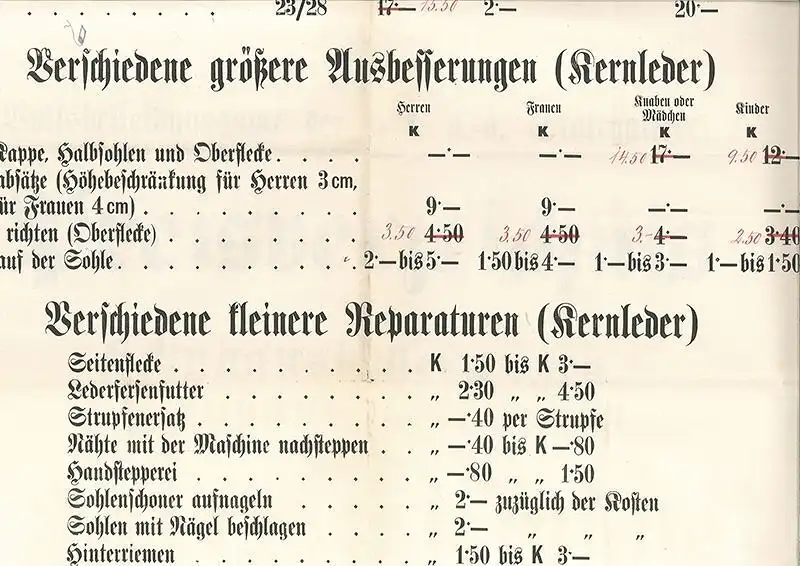 . . . . . . . . 23/28 17·— 15.50 2·— 20·—
Verschiedene größere Ausbesserungen (Kernleder)
Herren Frauen Knaben oder Mädchen Kinder
K K K K
Kappe, Halbsohlen und Oberflecke. . . . . —·— —·— 14.50 17·— 9.50 12·—
absätze (Höhebeschränkung für Herren 3 cm,
für Frauen 4 cm) . . . . . . . . . 9·— 9·— —·— —·—
richten (Oberflecke) . . . . . . . . 3.50 4·50 3.50 4·50 3.- 4·— 2.50 3·40
auf der Sohle. . . . . . . . . . 2·—bis 5·— 1·50 bis 4·— 1·—bis 3·— 1·—bis 1·50
Verschiedene kleinere Reparaturen (Kernleder)
Seitenflecke . . . . . . . . . . K 1·50 bis K 3·—
Lederfersenfutter . . . . . . . . „ 2·30 „ „ 4·50
Strupfenersatz . . . . . . . . . „ —·40 per Strupfe
Nähte mit der Maschine nachsteppen . . „ —·40 bis K —·80
Handstepperei . . . . . . . . . „ —·80 „ „ 1·50
Sohlenschoner aufnageln . . . . . „ 2·— zuzüglich der Kosten
Sohlen mit Nägel beschlagen . . . . „ 2·— „ „ „
Hinterriemen . . . . . . . . . „ 1·50 bis K 3·—